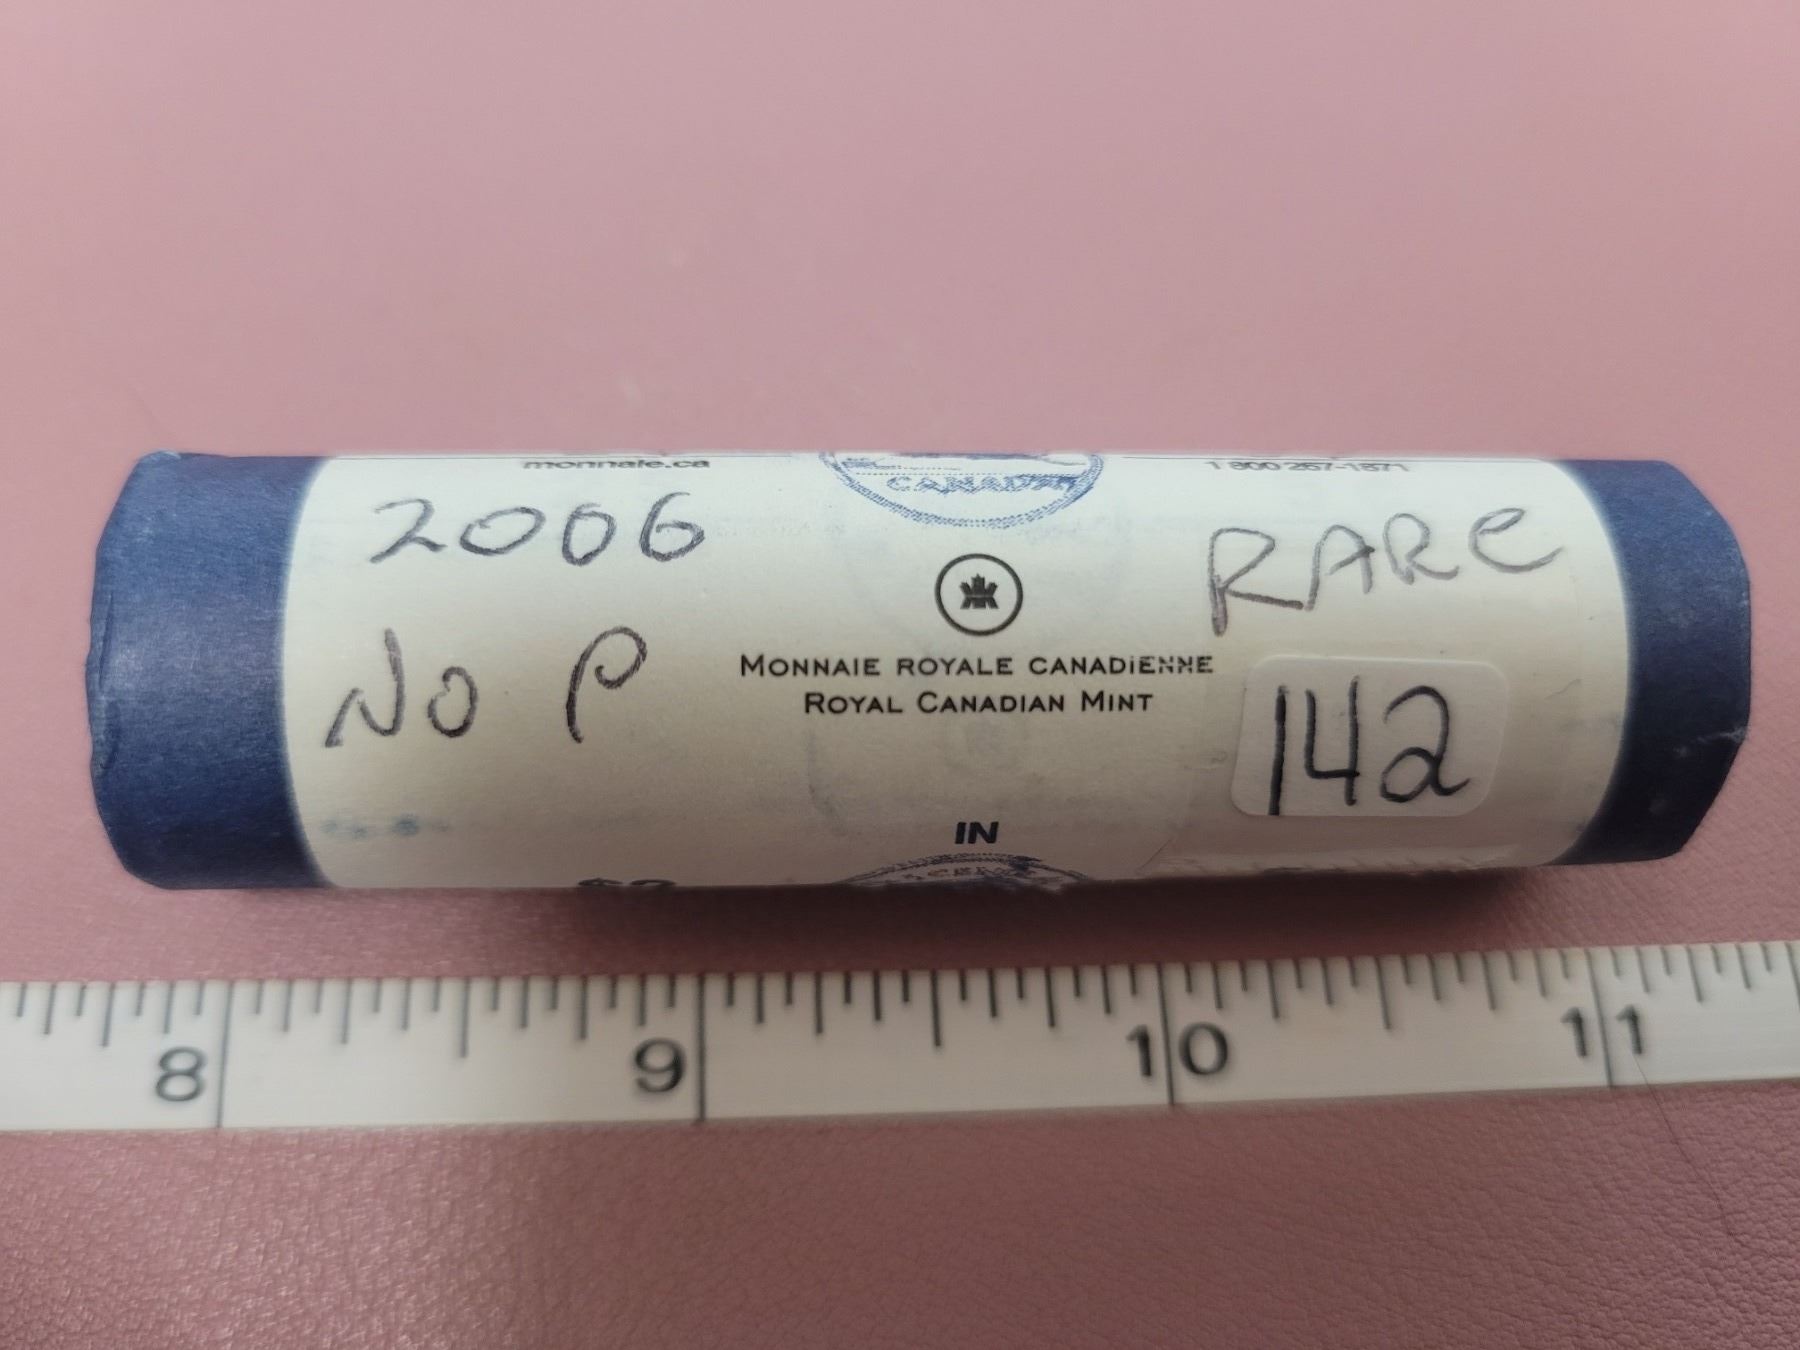 monnaie.ca
1 800 267-1871
CANADA
2006
RARE
NO P
MONNAIE ROYALE CANADIENNE
ROYAL CANADIAN MINT
142
IN
8
9
10
11